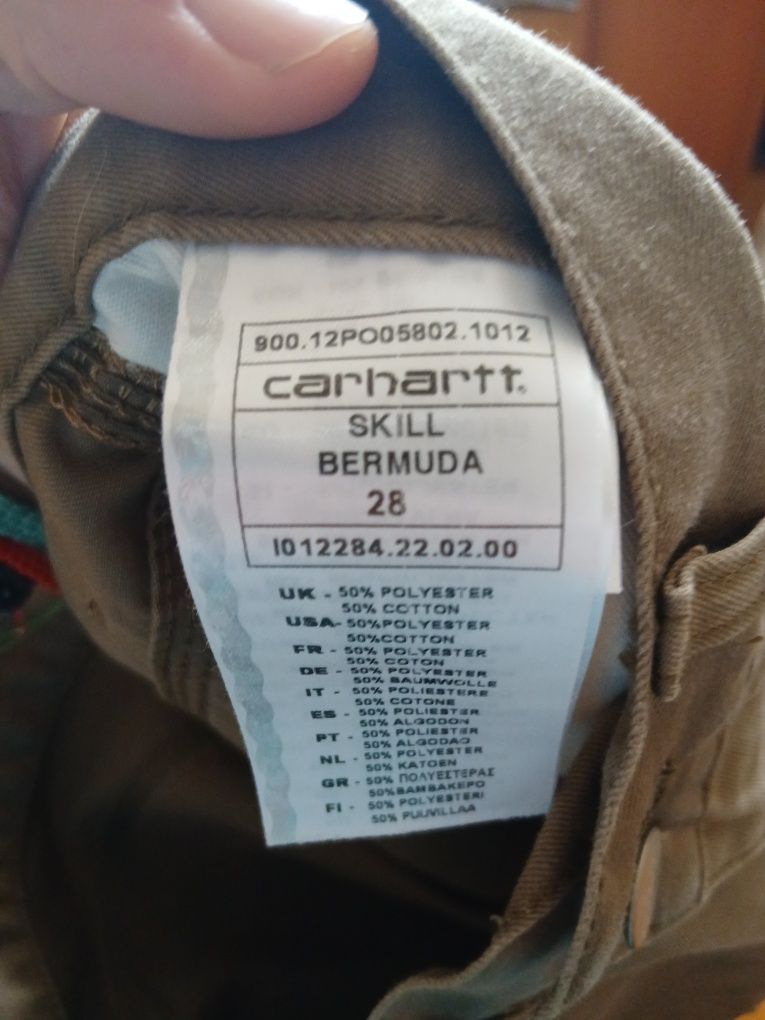 900.12PO05802.1012
carhartt®
SKILL
BERMUDA
28
I012284.22.02.00
UK - 50% POLYESTER
50% COTTON
USA- 50%POLYESTER
50%COTTON
FR - 50% POLYESTER
50% COTON
DE - 50% POLYESTER
50% BAUMWOLLE
IT - 50% POLIESTERE
50% COTONE
ES - 50% POLIESTER
50% ALGODON
PT - 50% POLIESTER
50% ALGODAO
NL - 50% POLYESTER
50% KATOEN
GR - 50% ΠΟΛΥΕΣΤΕΡΑΣ
50%ΒΑΜΒΑΚΕΡΟ
FI - 50% POLYESTERI
50% PUUVILLAA